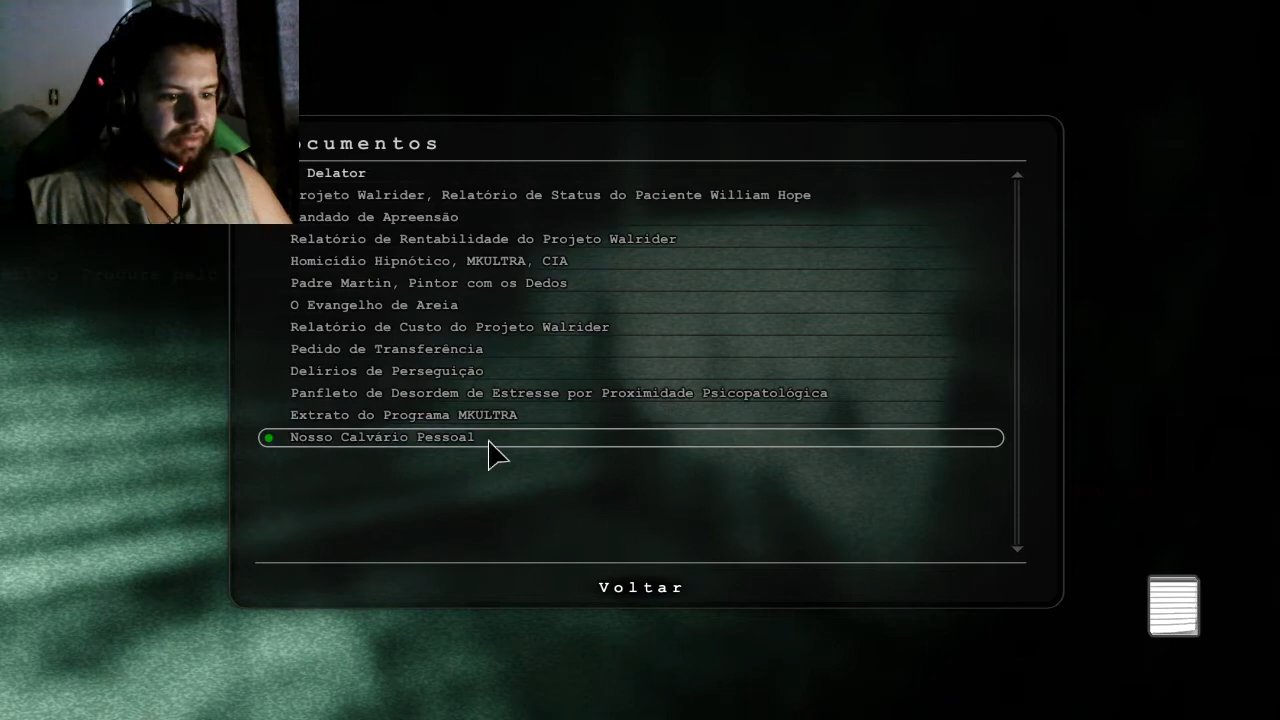 ocumentos
Delator
rojeto Walrider, Relatório de Status do Paciente William Hope
andado de Apreensão
Relatório de Rentabilidade do Projeto Walrider
Homicidio Hipnótico, MKULTRA, CIA
Padre Martin, Pintor com os Dedos
O Evangelho de Areia
Relatório de Custo do Projeto Walrider
Pedido de Transferência
Delirios de Perseguição
Panfleto de Desordem de Estresse por Proximidade Psicopatológica
Extrato do Programa MKULTRA
Nosso Calvário Pessoal
Voltar